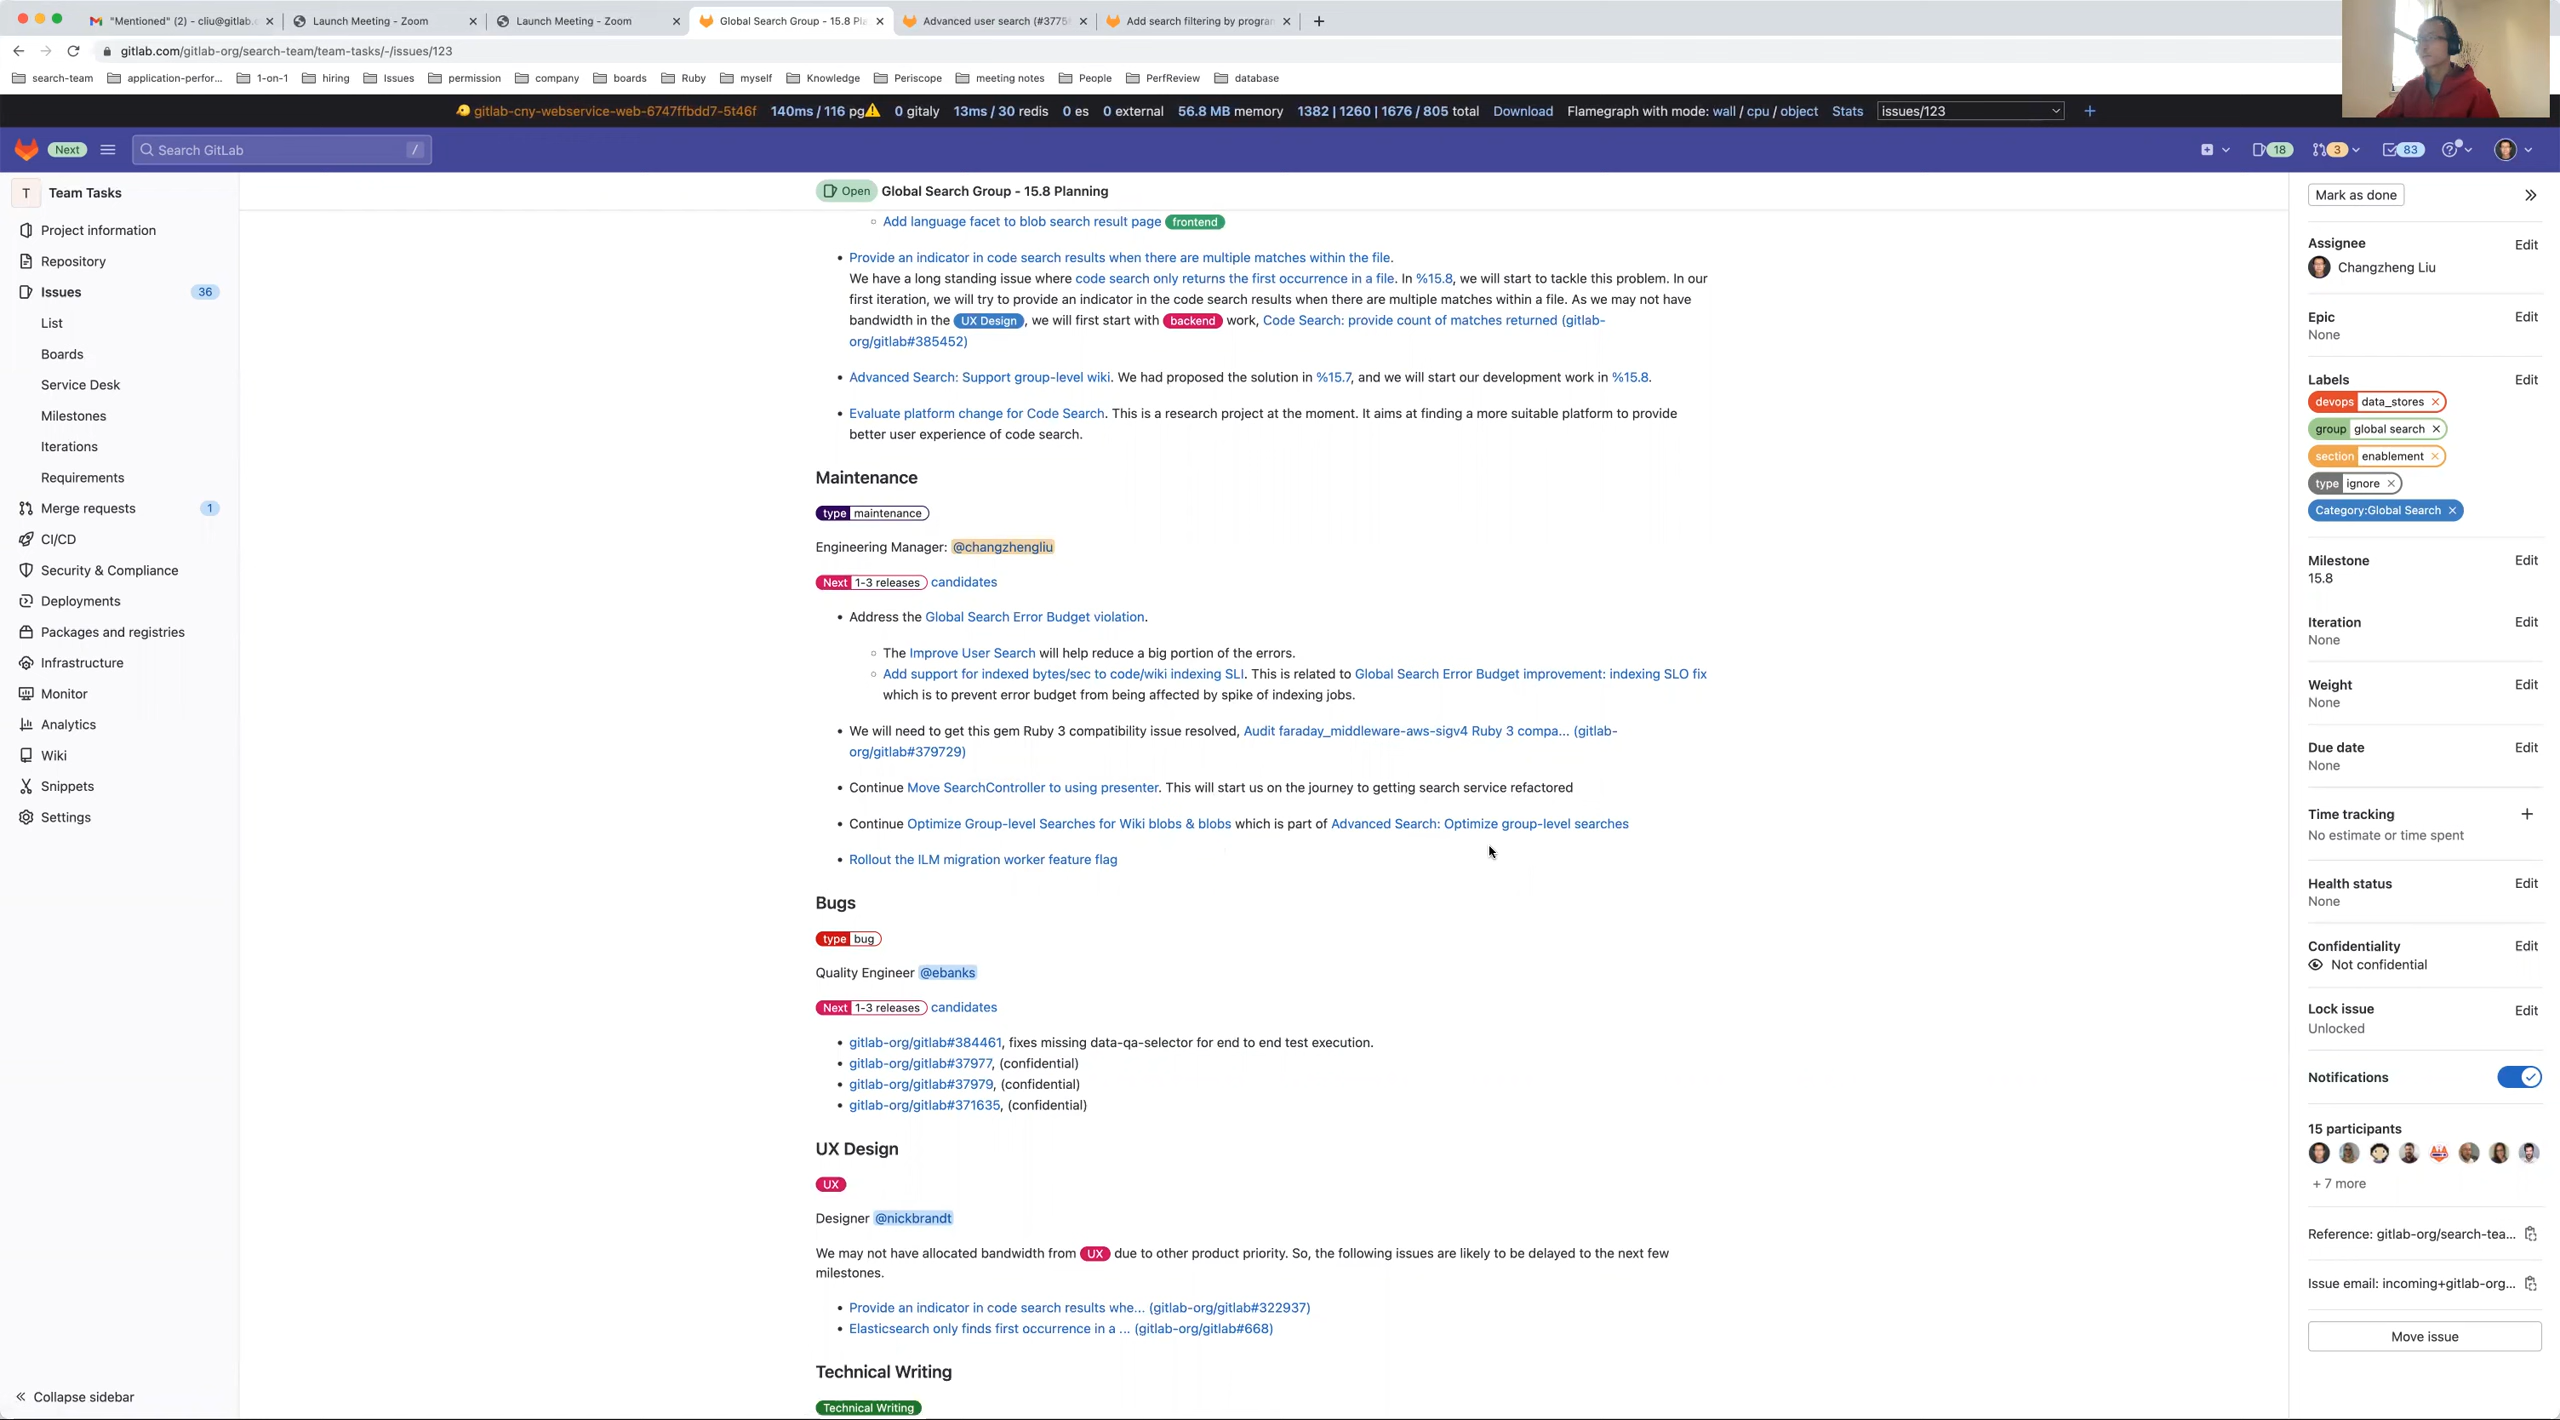 "Mentioned" (2) - cliu@gitlab.c
Launch Meeting - Zoom
Launch Meeting - Zoom
Global Search Group - 15.8 Pla
Advanced user search (#3775
Add search filtering by program
gitlab.com/gitlab-org/search-team/team-tasks/-/issues/123
search-team
application-perfor...
1-on-1
hiring
Issues
permission
company
boards
Ruby
myself
Knowledge
Periscope
meeting notes
People
PerfReview
database
gitlab-cny-webservice-web-6747ffbdd7-5t46f 140ms / 116 pg 0 gitaly 13ms / 30 redis 0 es 0 external 56.8 MB memory 1382 | 1260 | 1676 / 805 total Download Flamegraph with mode: wall / cpu / object Stats issues/123 +
Next
Search GitLab /
18
3
83
T Team Tasks
Project information
Repository
Issues 36
List
Boards
Service Desk
Milestones
Iterations
Requirements
Merge requests 1
CI/CD
Security & Compliance
Deployments
Packages and registries
Infrastructure
Monitor
Analytics
Wiki
Snippets
Settings
Collapse sidebar
Open Global Search Group - 15.8 Planning
Add language facet to blob search result page frontend
Provide an indicator in code search results when there are multiple matches within the file.
We have a long standing issue where code search only returns the first occurrence in a file. In %15.8, we will start to tackle this problem. In our
first iteration, we will try to provide an indicator in the code search results when there are multiple matches within a file. As we may not have
bandwidth in the UX Design, we will first start with backend work, Code Search: provide count of matches returned (gitlab-
org/gitlab#385452)
Advanced Search: Support group-level wiki. We had proposed the solution in %15.7, and we will start our development work in %15.8.
Evaluate platform change for Code Search. This is a research project at the moment. It aims at finding a more suitable platform to provide
better user experience of code search.
Maintenance
type maintenance
Engineering Manager: @changzhengliu
Next 1-3 releases candidates
Address the Global Search Error Budget violation.
The Improve User Search will help reduce a big portion of the errors.
Add support for indexed bytes/sec to code/wiki indexing SLI. This is related to Global Search Error Budget improvement: indexing SLO fix
which is to prevent error budget from being affected by spike of indexing jobs.
We will need to get this gem Ruby 3 compatibility issue resolved, Audit faraday_middleware-aws-sigv4 Ruby 3 compa... (gitlab-
org/gitlab#379729)
Continue Move SearchController to using presenter. This will start us on the journey to getting search service refactored
Continue Optimize Group-level Searches for Wiki blobs & blobs which is part of Advanced Search: Optimize group-level searches
Rollout the ILM migration worker feature flag
Bugs
type bug
Quality Engineer @ebanks
Next 1-3 releases candidates
gitlab-org/gitlab#384461, fixes missing data-qa-selector for end to end test execution.
gitlab-org/gitlab#37977, (confidential)
gitlab-org/gitlab#37979, (confidential)
gitlab-org/gitlab#371635, (confidential)
UX Design
UX
Designer @nickbrandt
We may not have allocated bandwidth from UX due to other product priority. So, the following issues are likely to be delayed to the next few
milestones.
Provide an indicator in code search results whe... (gitlab-org/gitlab#322937)
Elasticsearch only finds first occurrence in a ... (gitlab-org/gitlab#668)
Technical Writing
Technical Writing
Mark as done
Assignee Edit
Changzheng Liu
Epic Edit
None
Labels Edit
devops data_stores
group global search
section enablement
type ignore
Category:Global Search
Milestone Edit
15.8
Iteration Edit
None
Weight Edit
None
Due date Edit
None
Time tracking +
No estimate or time spent
Health status Edit
None
Confidentiality Edit
Not confidential
Lock issue Edit
Unlocked
Notifications
15 participants
+ 7 more
Reference: gitlab-org/search-tea...
Issue email: incoming+gitlab-org...
Move issue